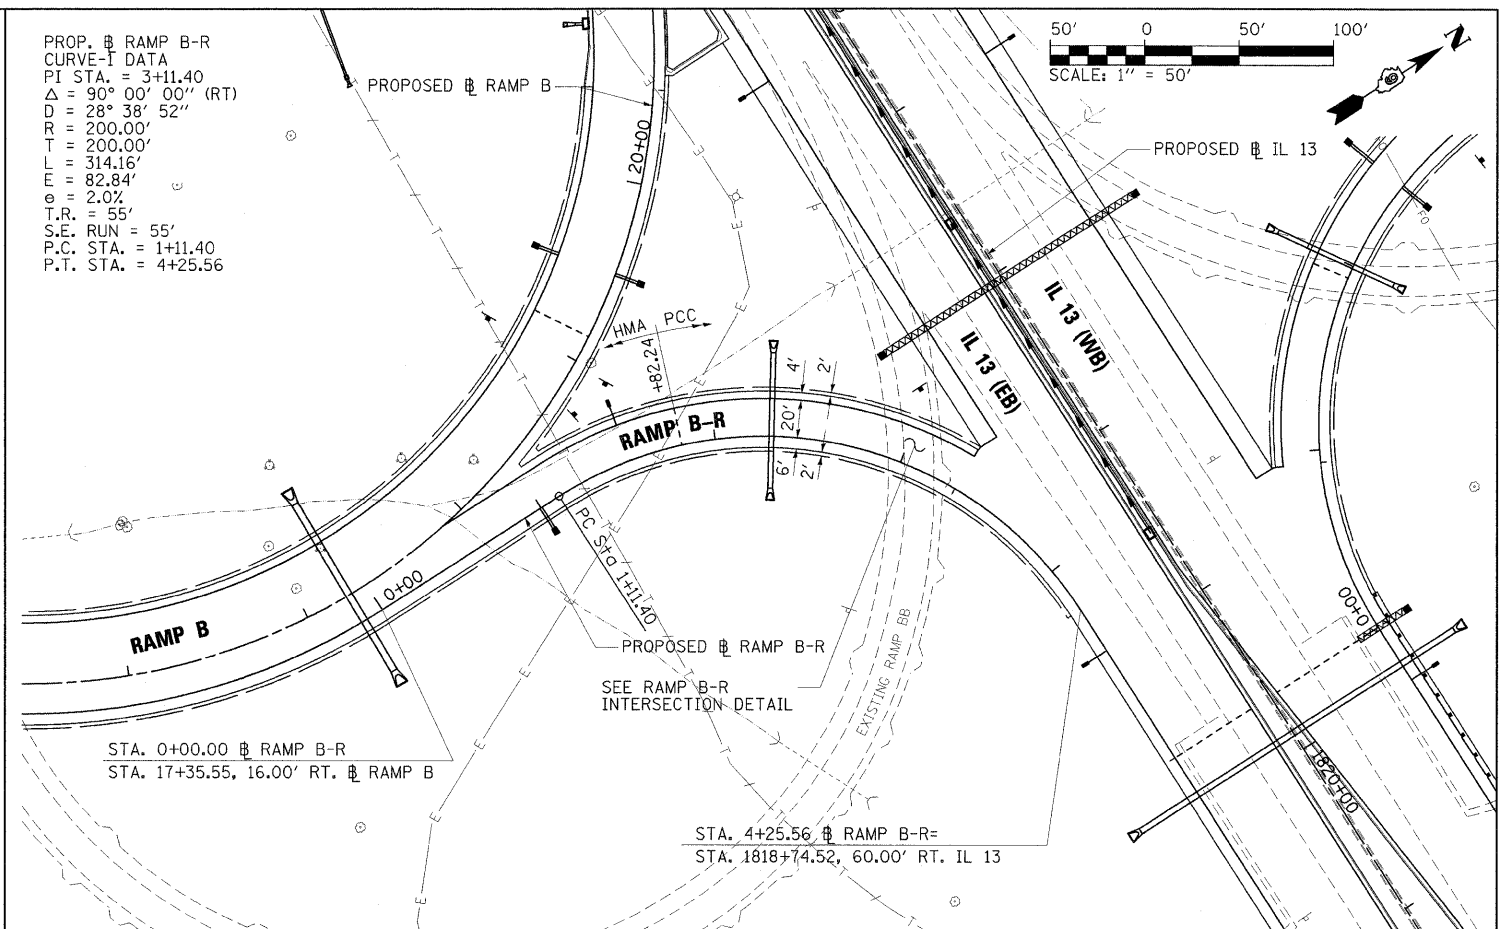 PROP. ℄ RAMP B-R
CURVE-1 DATA
PI STA. = 3+11.40
Δ = 90° 00' 00" (RT)
D = 28° 38' 52"
R = 200.00'
T = 200.00'
L = 314.16'
E = 82.84'
e = 2.0%
T.R. = 55'
S.E. RUN = 55'
P.C. STA. = 1+11.40
P.T. STA. = 4+25.56
PROPOSED ℄ RAMP B
20+00
50' 0 50' 100'
SCALE: 1" = 50'
N
PROPOSED ℄ IL 13
IL 13 (WB)
IL 13 (EB)
HMA PCC
+82.24
4' 2'
20'
6' 2'
RAMP B-R
PC Sta 1+11.40
0+00
RAMP B
PROPOSED ℄ RAMP B-R
SEE RAMP B-R
INTERSECTION DETAIL
EXISTING RAMP BB
0+00
1820+00
STA. 0+00.00 ℄ RAMP B-R
STA. 17+35.55, 16.00' RT. ℄ RAMP B
STA. 4+25.56 ℄ RAMP B-R=
STA. 1818+74.52, 60.00' RT. IL 13